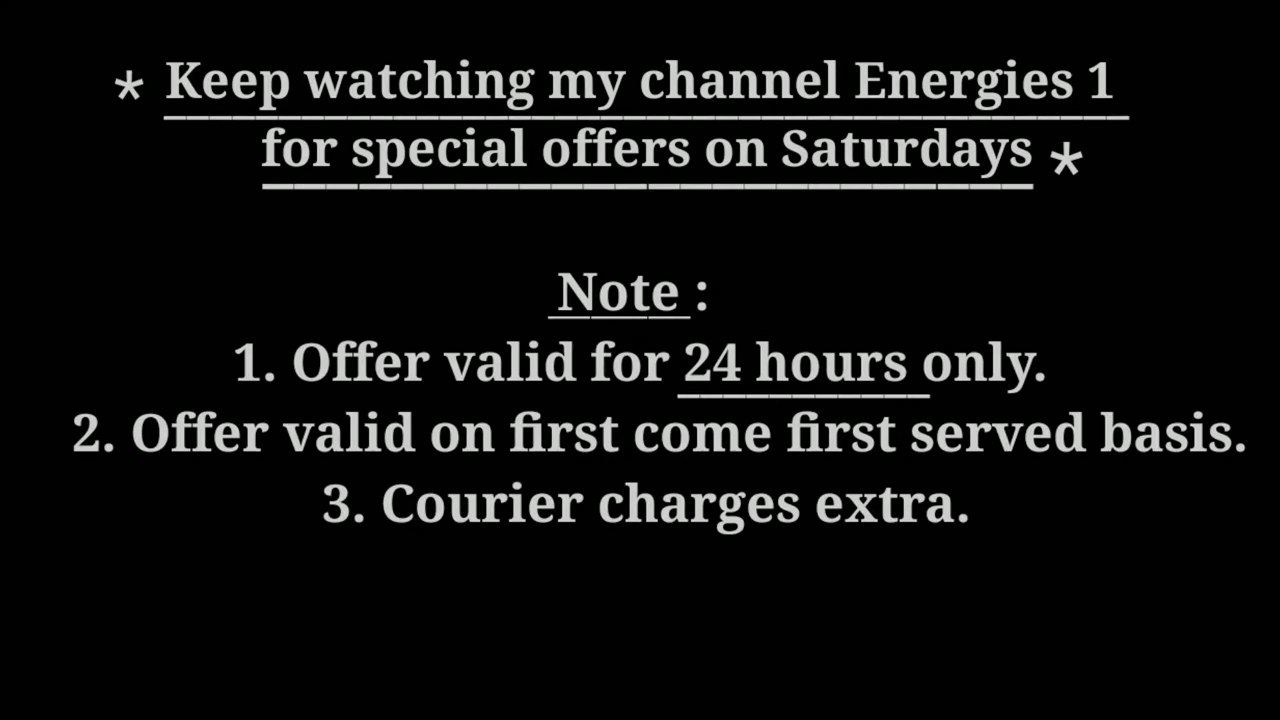 * Keep watching my channel Energies 1
for special offers on Saturdays *
Note :
1. Offer valid for 24 hours only.
2. Offer valid on first come first served basis.
3. Courier charges extra.